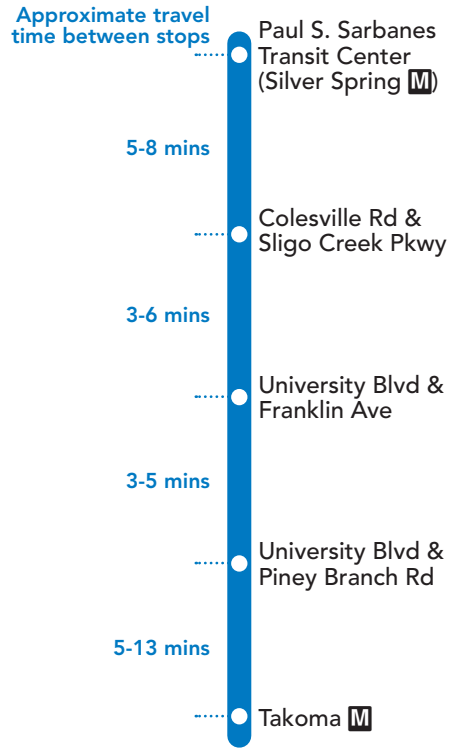 Approximate travel
time between stops
Paul S. Sarbanes
Transit Center
(Silver Spring M)
5-8 mins
Colesville Rd &
Sligo Creek Pkwy
3-6 mins
University Blvd &
Franklin Ave
3-5 mins
University Blvd &
Piney Branch Rd
5-13 mins
Takoma M